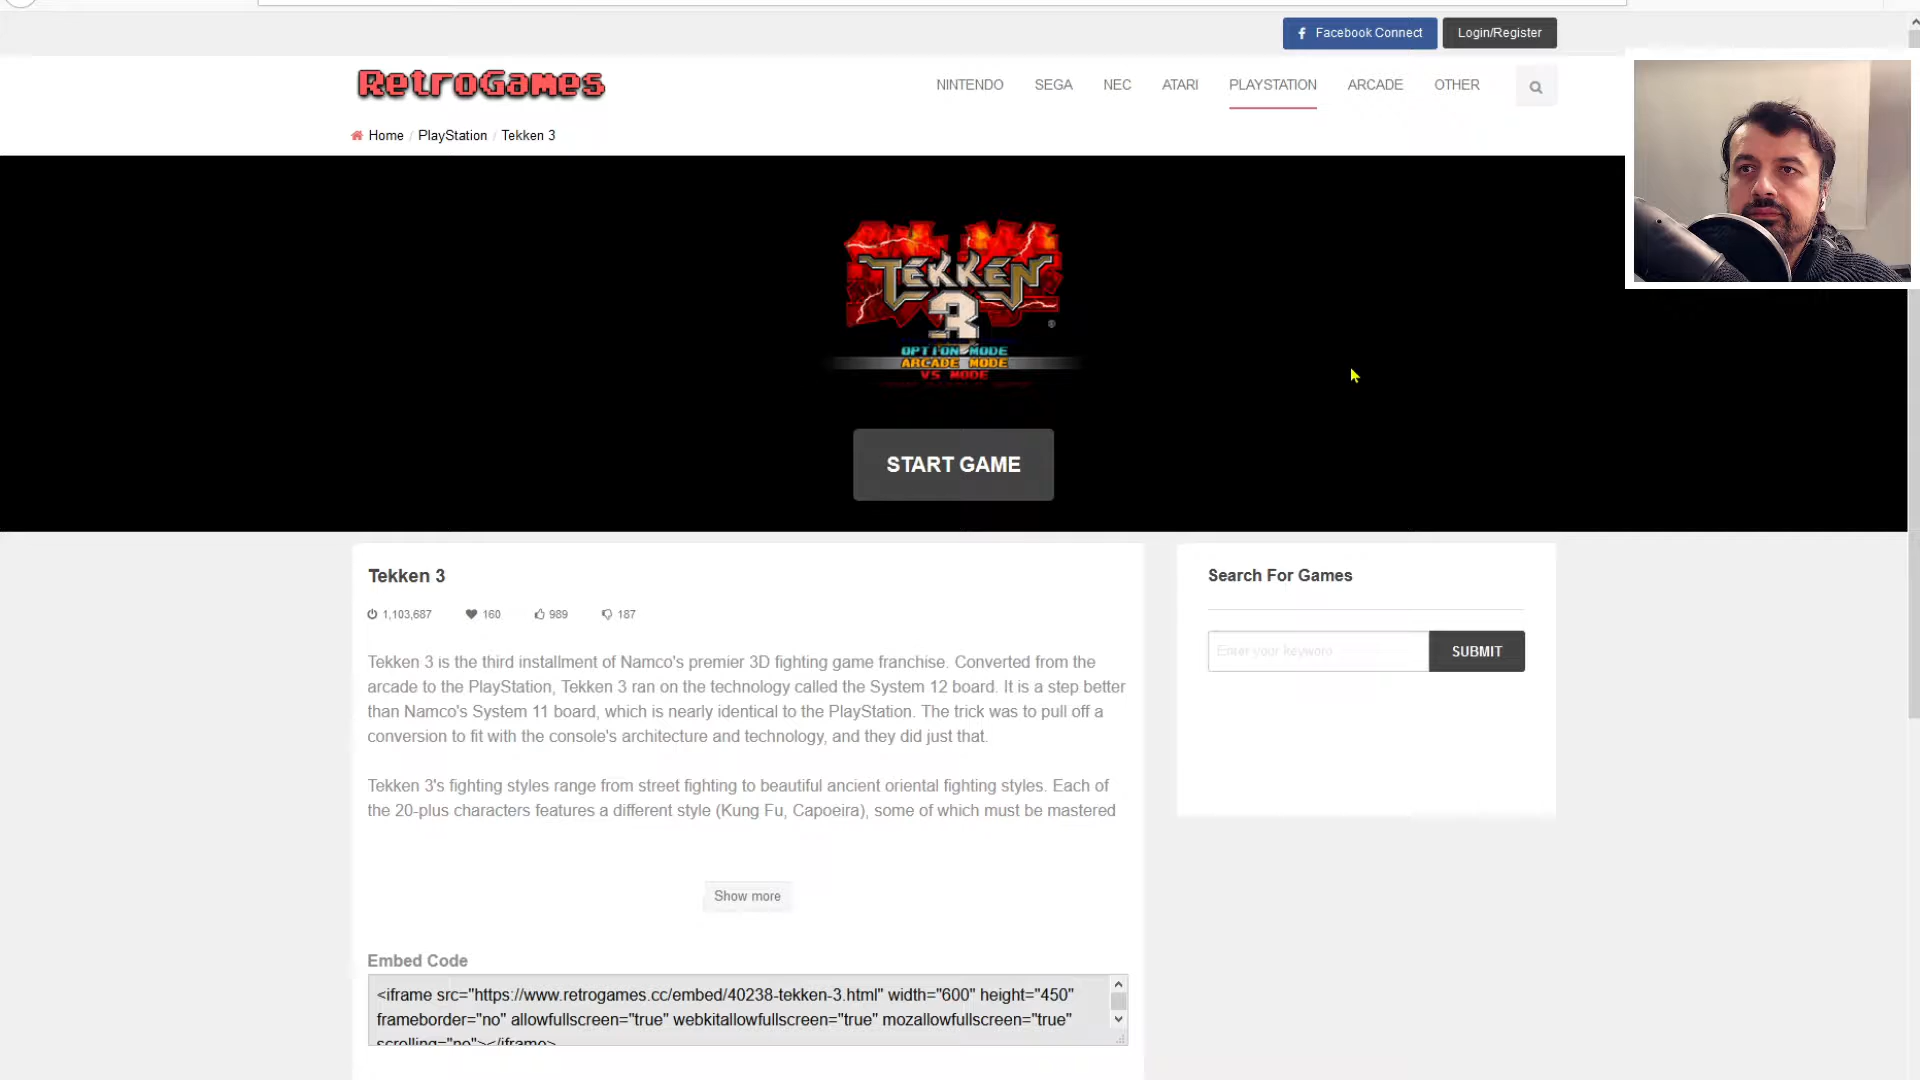 Facebook Connect
Login/Register
RetroGames
NINTENDO
SEGA
NEC
ATARI
PLAYSTATION
ARCADE
OTHER
Home / PlayStation / Tekken 3
TEKKEN
3
®
OPTION MODE
ARCADE MODE
VS MODE
START GAME
Tekken 3
1,103,687
160
989
187
Tekken 3 is the third installment of Namco's premier 3D fighting game franchise. Converted from the
arcade to the PlayStation, Tekken 3 ran on the technology called the System 12 board. It is a step better
than Namco's System 11 board, which is nearly identical to the PlayStation. The trick was to pull off a
conversion to fit with the console's architecture and technology, and they did just that.
Tekken 3's fighting styles range from street fighting to beautiful ancient oriental fighting styles. Each of
the 20-plus characters features a different style (Kung Fu, Capoeira), some of which must be mastered
Show more
Embed Code
<iframe src="https://www.retrogames.cc/embed/40238-tekken-3.html" width="600" height="450"
frameborder="no" allowfullscreen="true" webkitallowfullscreen="true" mozallowfullscreen="true"
scrolling="no"></iframe>
Search For Games
Enter your keyword
SUBMIT